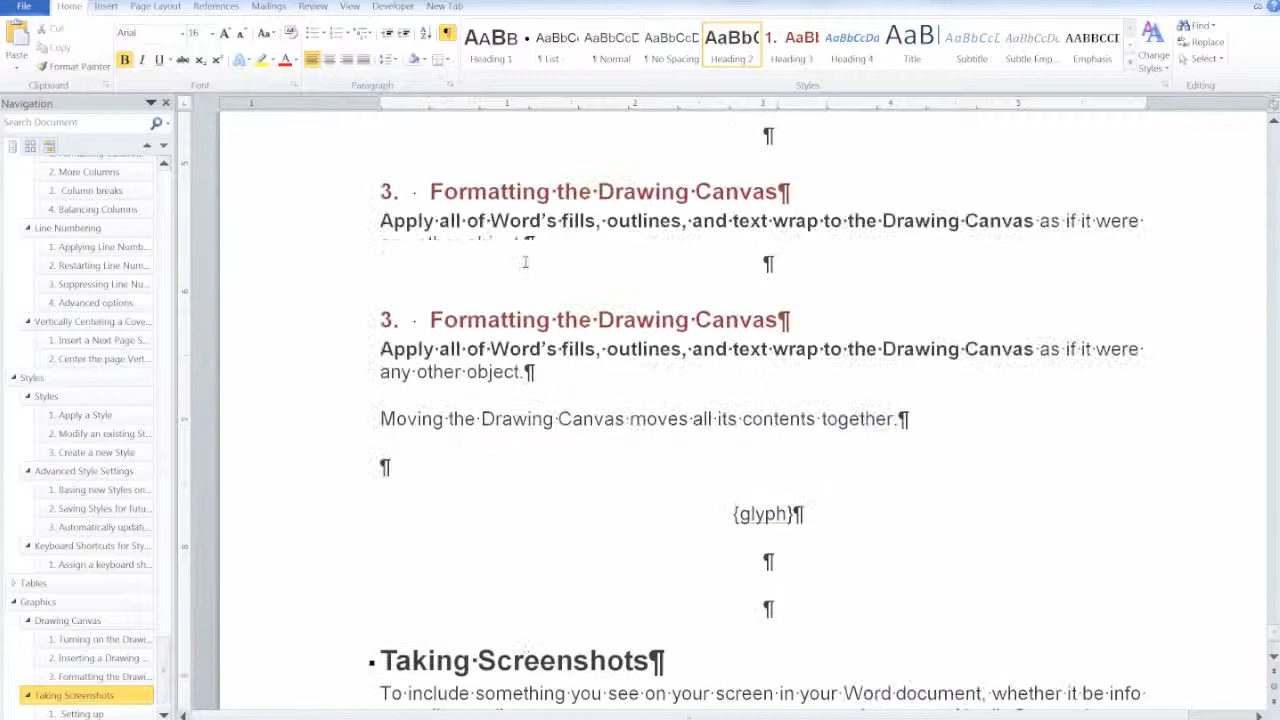 File Home Insert Page Layout References Mailings Review View Developer New Tab
Cut Arial 16 Aa Find
Copy AABB AaBbC AaBbCcD AaBbCcD AaBbC 1. AaBI AaBbCcDa AaB AaBbCcD AaBbCcDc AABBCCI Replace
Paste Format Painter B I U abc Heading 1 ¶ List ¶ Normal ¶ No Spacing Heading 2 Heading 3 Heading 4 Title Subtitle Subtle Emp... Emphasis Change Styles Select
Clipboard Font Paragraph Styles Editing
Navigation
Search Document
2. More Columns
3. Column breaks
4. Balancing Columns
Line Numbering
1. Applying Line Numb...
2. Restarting Line Num...
3. Suppressing Line Nu...
4. Advanced options
Vertically Centering a Cove...
1. Insert a Next Page S...
2. Center the page Vert...
Styles
Styles
1. Apply a Style
2. Modify an existing St...
3. Create a new Style
Advanced Style Settings
1. Basing new Styles on...
2. Saving Styles for futu...
3. Automatically updati...
Keyboard Shortcuts for Sty...
1. Assign a keyboard sh...
Tables
Graphics
Drawing Canvas
1. Turning on the Drawi...
2. Inserting a Drawing ...
3. Formatting the Drawi...
Taking Screenshots
1. Setting up
¶
3. Formatting·the·Drawing·Canvas¶
Apply·all·of·Word's·fills,·outlines,·and·text·wrap·to·the·Drawing·Canvas·as·if·it·were·
¶
3. Formatting·the·Drawing·Canvas¶
Apply·all·of·Word's·fills,·outlines,·and·text·wrap·to·the·Drawing·Canvas·as·if·it·were·
any·other·object.¶
Moving·the·Drawing·Canvas·moves·all·its·contents·together.¶
¶
{glyph}¶
¶
¶
Taking·Screenshots¶
To·include·something·you·see·on·your·screen·in·your·Word·document,·whether·it·be·info·